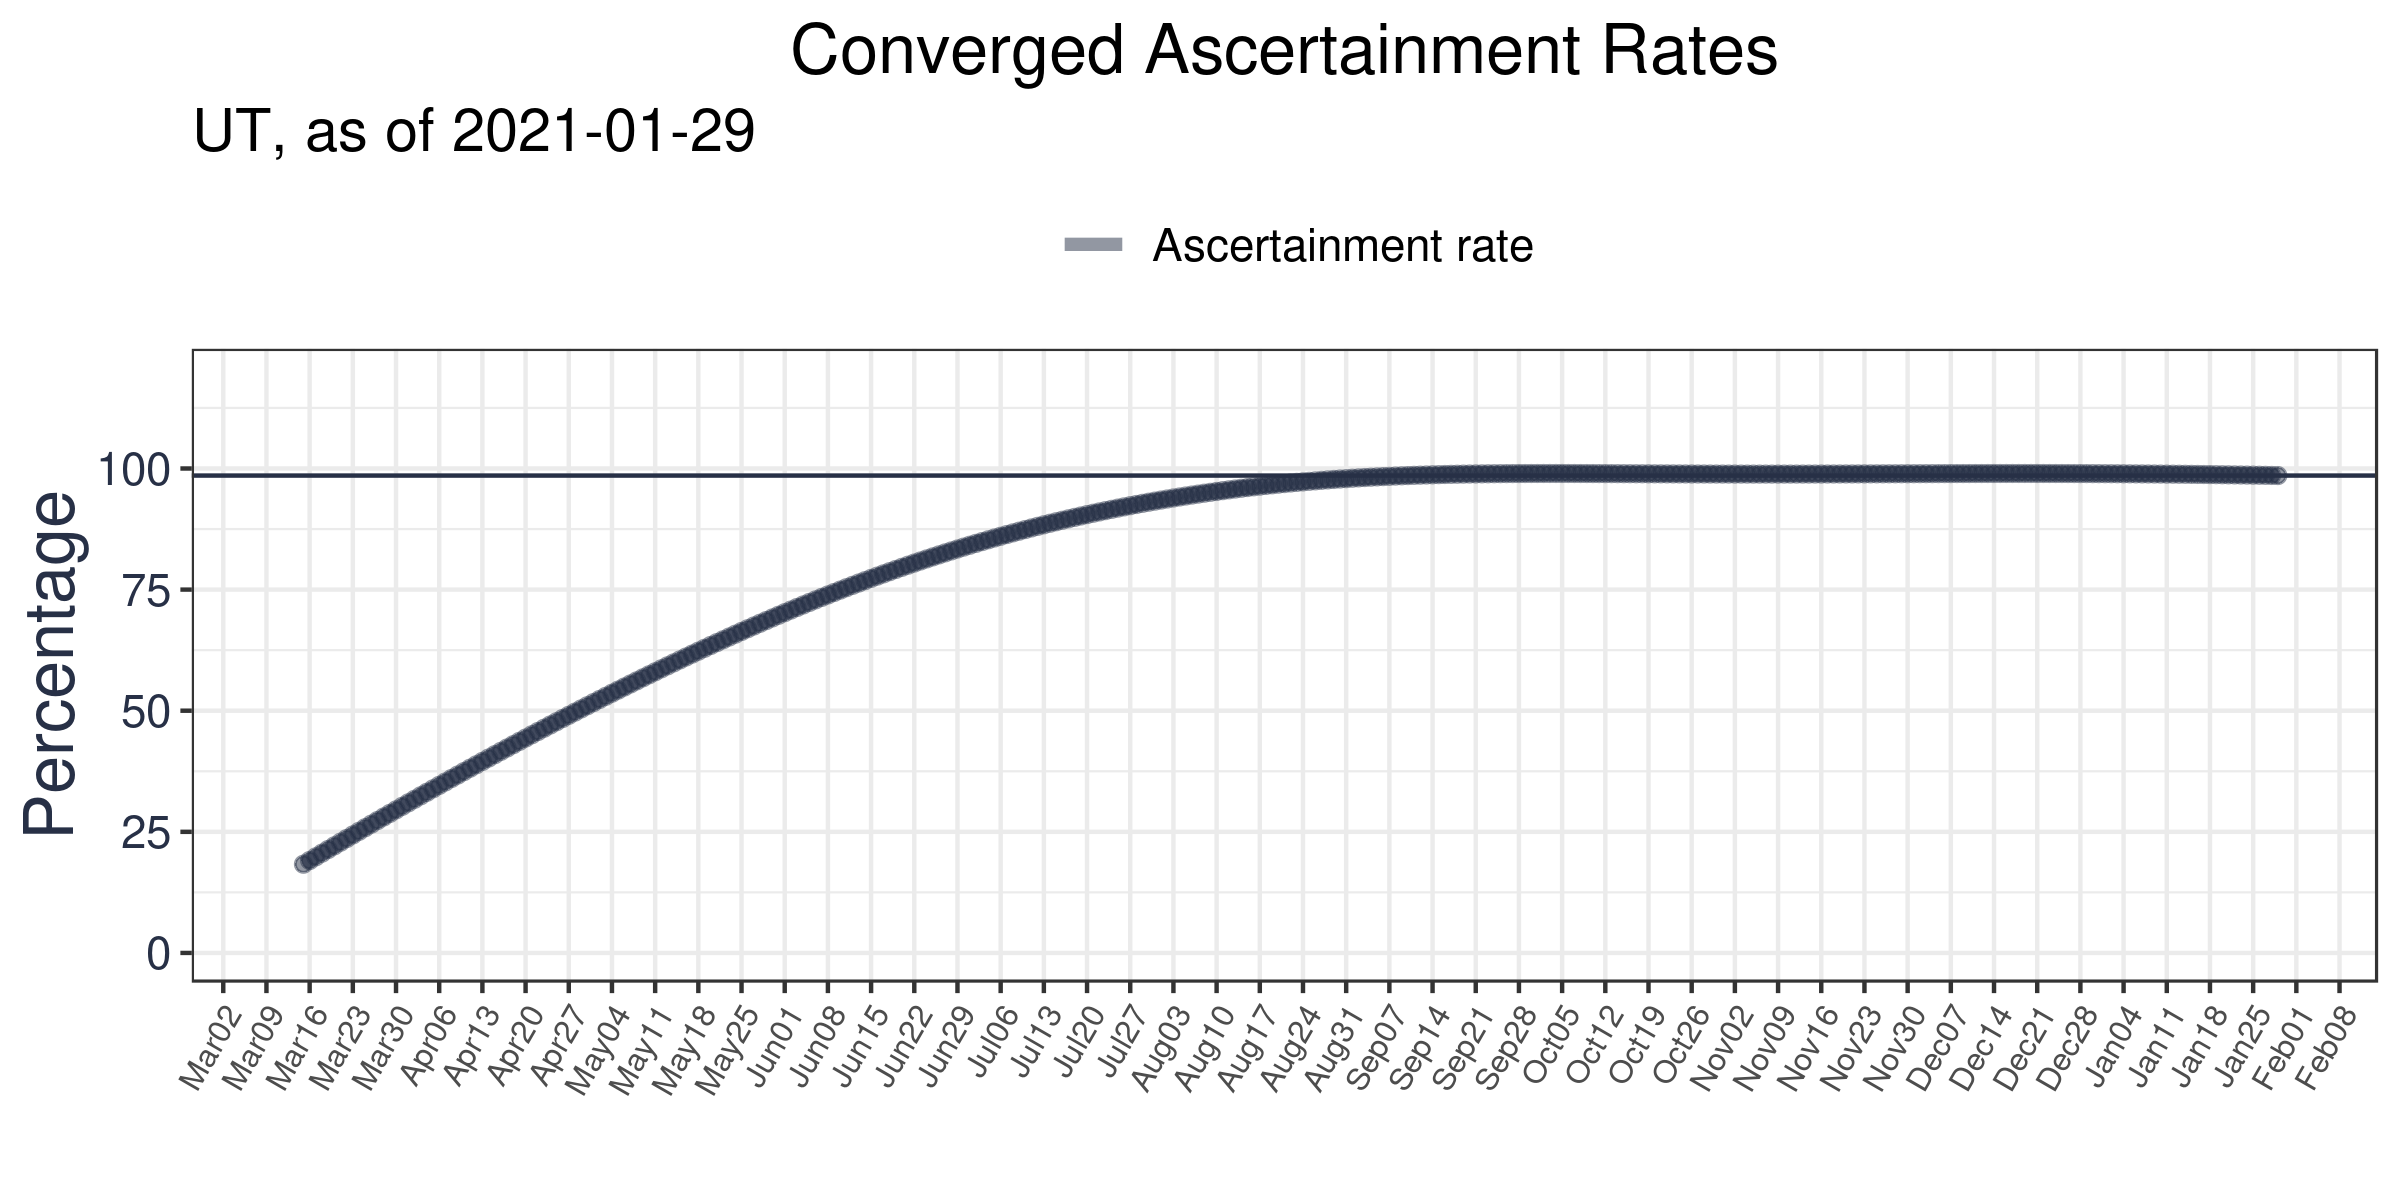 Converged Ascertainment Rates
UT, as of 2021-01-29
Ascertainment rate
Percentage
100
75
50
25
0
Mar02 Mar09 Mar16 Mar23 Mar30 Apr06 Apr13 Apr20 Apr27 May04 May11 May18 May25 Jun01 Jun08 Jun15 Jun22 Jun29 Jul06 Jul13 Jul20 Jul27 Aug03 Aug10 Aug17 Aug24 Aug31 Sep07 Sep14 Sep21 Sep28 Oct05 Oct12 Oct19 Oct26 Nov02 Nov09 Nov16 Nov23 Nov30 Dec07 Dec14 Dec21 Dec28 Jan04 Jan11 Jan18 Jan25 Feb01 Feb08